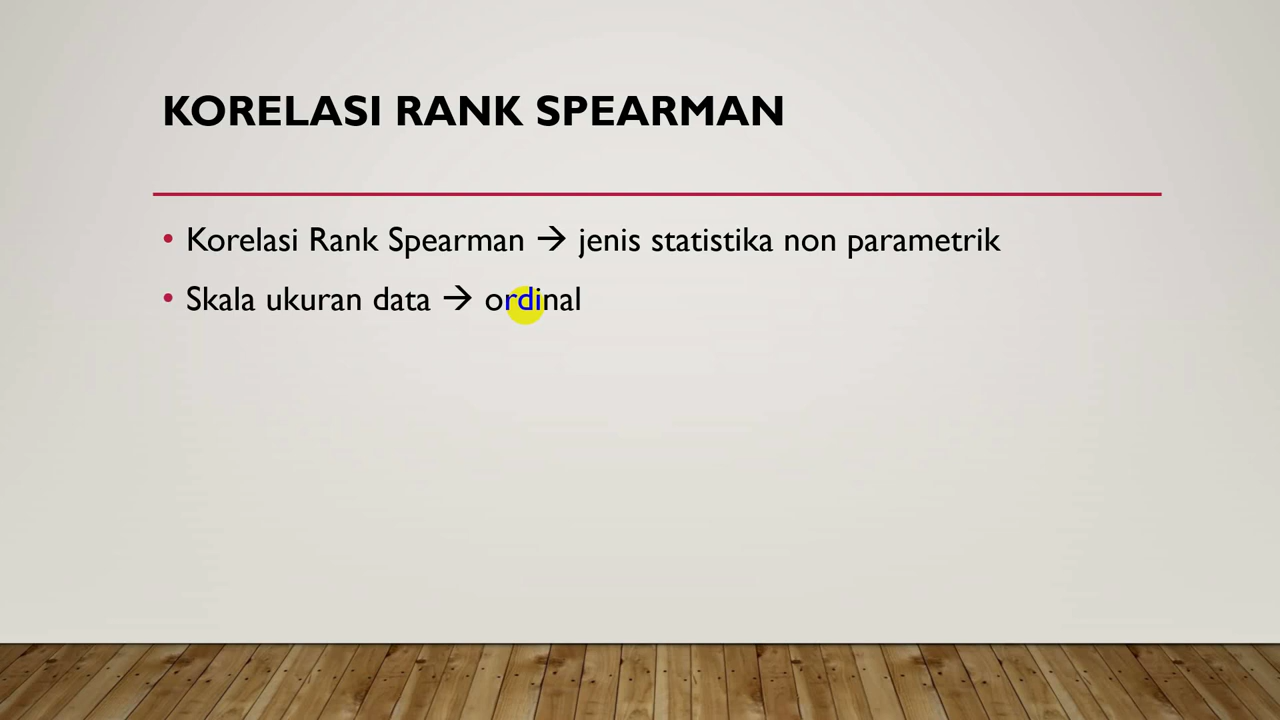 KORELASI RANK SPEARMAN
• Korelasi Rank Spearman → jenis statistika non parametrik
• Skala ukuran data → ordinal